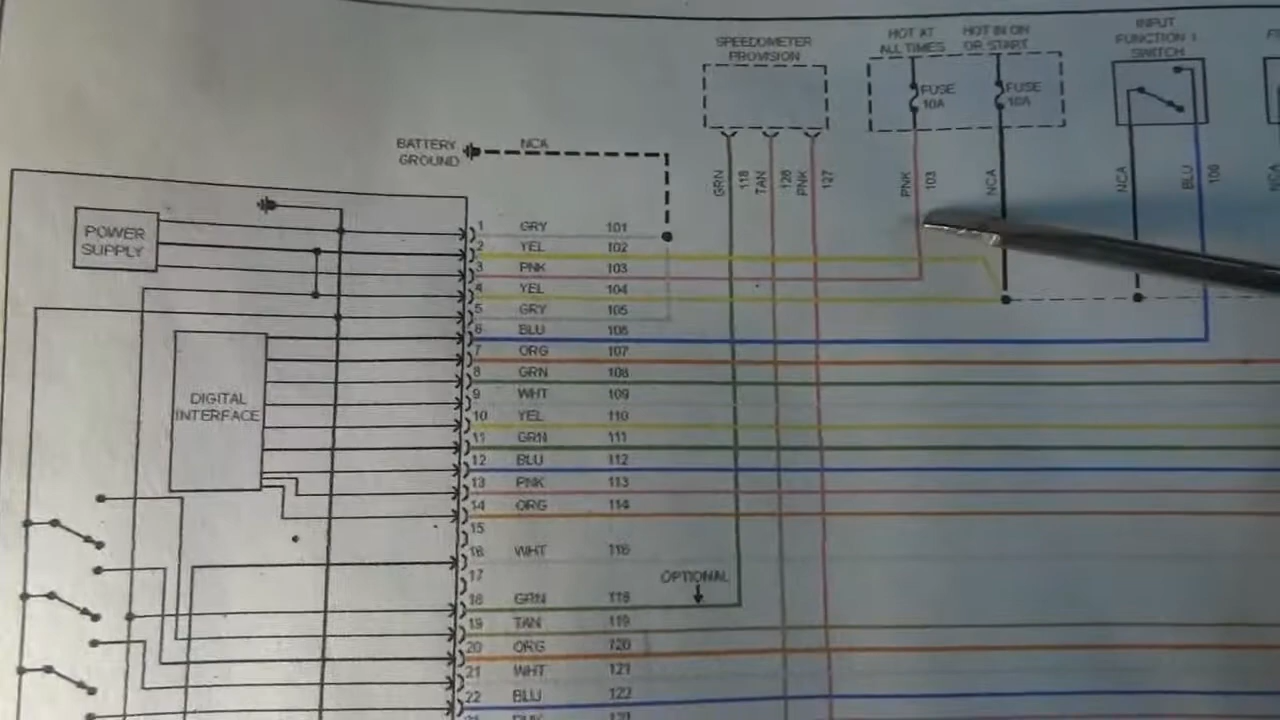 SPEEDOMETER
PROVISION
HOT AT
ALL TIMES
HOT IN ON
OR START
INPUT
FUNCTION 1
SWITCH
FUSE
10A
FUSE
10A
BATTERY
GROUND
NCA
GRN
118
TAN
126
PNK
127
PNK
103
NCA
NCA
BLU
106
NCA
POWER
SUPPLY
1 GRY 101
2 YEL 102
3 PNK 103
4 YEL 104
5 GRY 105
6 BLU 106
7 ORG 107
8 GRN 108
9 WHT 109
10 YEL 110
11 GRN 111
12 BLU 112
13 PNK 113
14 ORG 114
15
16 WHT 116
17
18 GRN 118
19 TAN 119
20 ORG 120
21 WHT 121
22 BLU 122
DIGITAL
INTERFACE
OPTIONAL